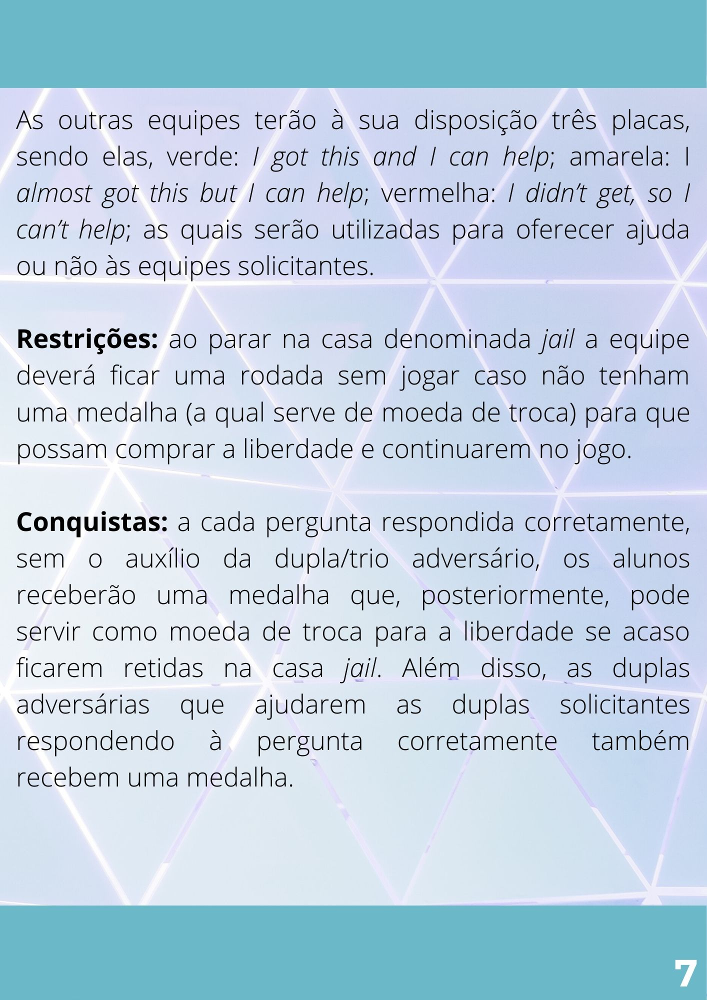 As outras equipes terão à sua disposição três placas,
sendo elas, verde: I got this and I can help; amarela: I
almost got this but I can help; vermelha: I didn’t get, so I
can’t help; as quais serão utilizadas para oferecer ajuda
ou não às equipes solicitantes.
Restrições: ao parar na casa denominada jail a equipe
deverá ficar uma rodada sem jogar caso não tenham
uma medalha (a qual serve de moeda de troca) para que
possam comprar a liberdade e continuarem no jogo.
Conquistas: a cada pergunta respondida corretamente,
sem o auxílio da dupla/trio adversário, os alunos
receberão uma medalha que, posteriormente, pode
servir como moeda de troca para a liberdade se acaso
ficarem retidas na casa jail. Além disso, as duplas
adversárias que ajudarem as duplas solicitantes
respondendo à pergunta corretamente também
recebem uma medalha.
7